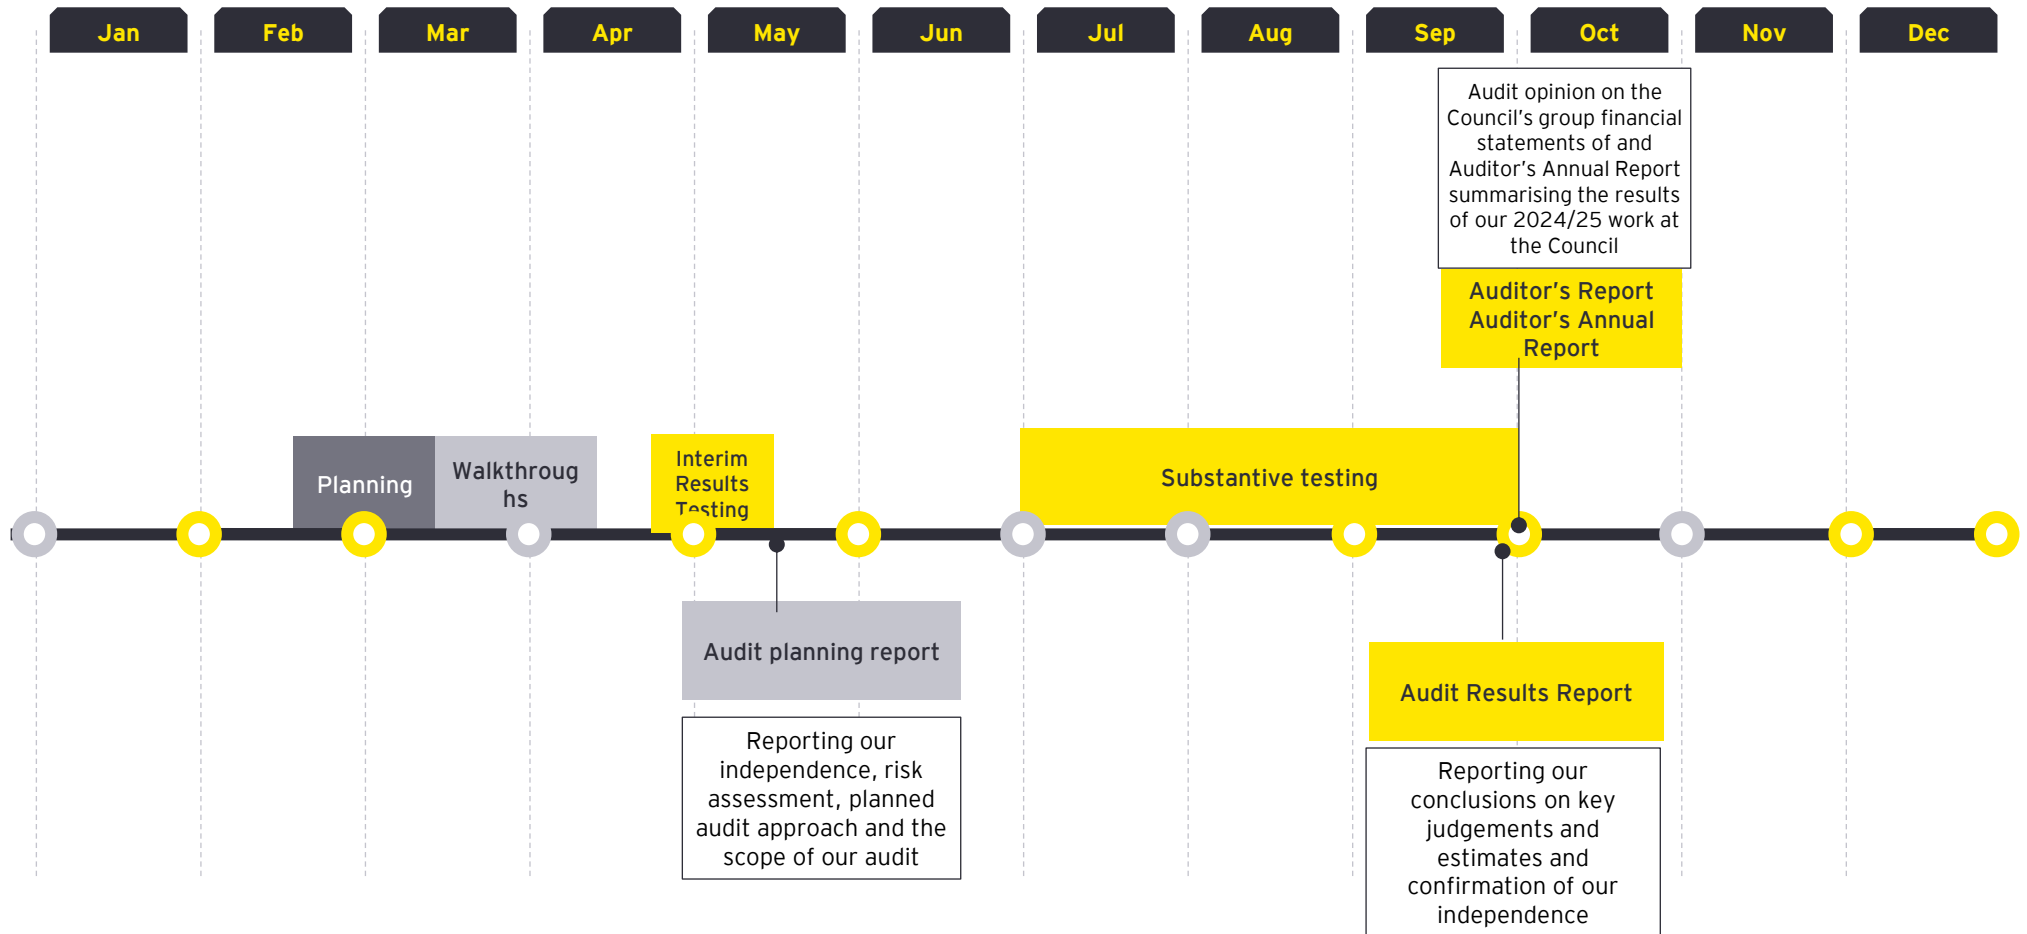 Jan Feb Mar Apr May Jun Jul Aug Sep Oct Nov Dec
Audit opinion on the
Council's group financial
statements of and
Auditor's Annual Report
summarising the results
of our 2024/25 work at
the Council
Auditor's Report
Auditor's Annual
Report
Planning
Walkthroug
hs
Interim
Results
Testing
Substantive testing
Audit planning report
Reporting our
independence, risk
assessment, planned
audit approach and the
scope of our audit
Audit Results Report
Reporting our
conclusions on key
judgements and
estimates and
confirmation of our
independence